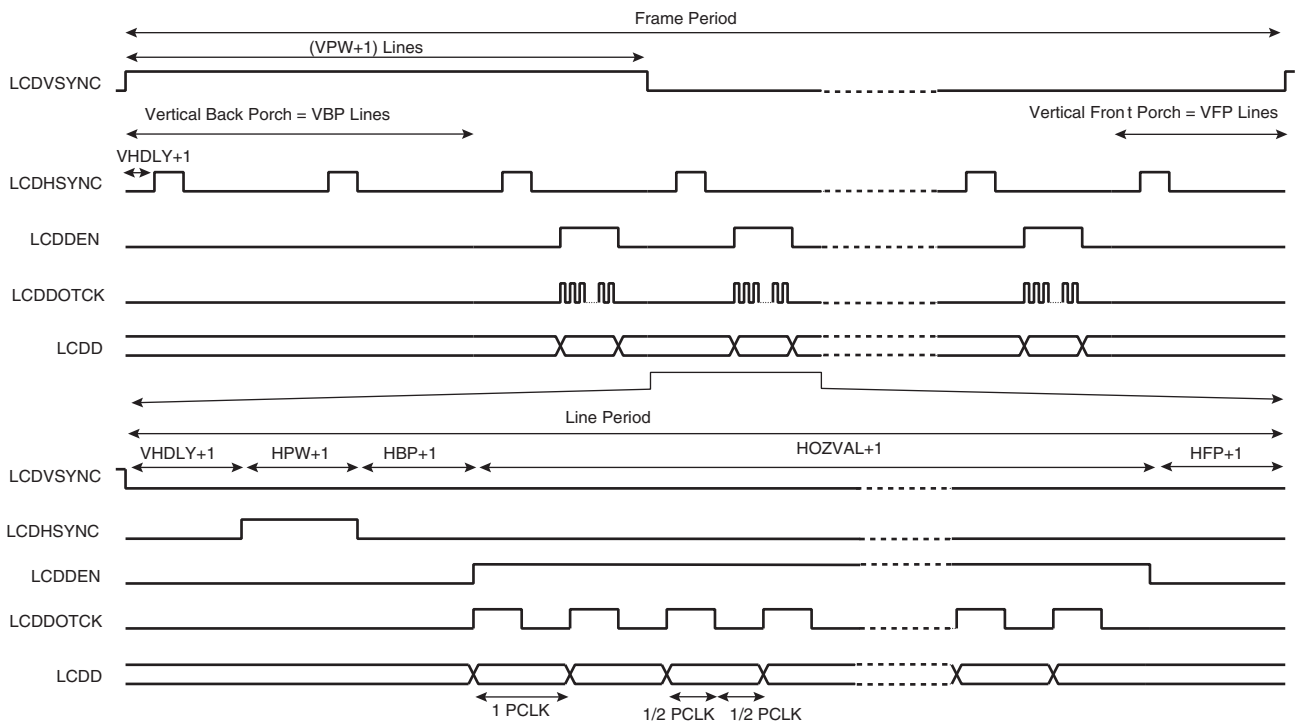 Frame Period
(VPW+1) Lines
LCDVSYNC
Vertical Back Porch = VBP Lines
Vertical Front Porch = VFP Lines
VHDLY+1
LCDHSYNC
LCDDEN
LCDDOTCK
LCDD
Line Period
VHDLY+1
HPW+1
HBP+1
HOZVAL+1
HFP+1
LCDVSYNC
LCDHSYNC
LCDDEN
LCDDOTCK
LCDD
1 PCLK
1/2 PCLK
1/2 PCLK